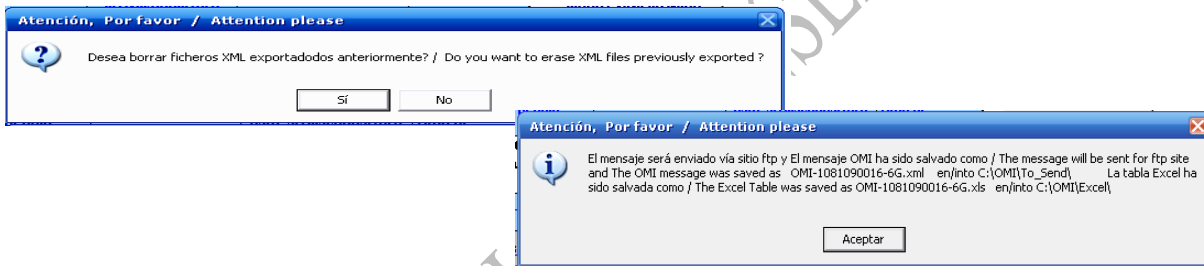 Atención, Por favor / Attention please
Desea borrar ficheros XML exportadodos anteriormente? / Do you want to erase XML files previously exported ?
Sí No
Atención, Por favor / Attention please
El mensaje será enviado vía sitio ftp y El mensaje OMI ha sido salvado como / The message will be sent for ftp site
and The OMI message was saved as OMI-1081090016-6G.xml en/into C:\OMI\To_Send\ La tabla Excel ha
sido salvada como / The Excel Table was saved as OMI-1081090016-6G.xls en/into C:\OMI\Excel\
Aceptar